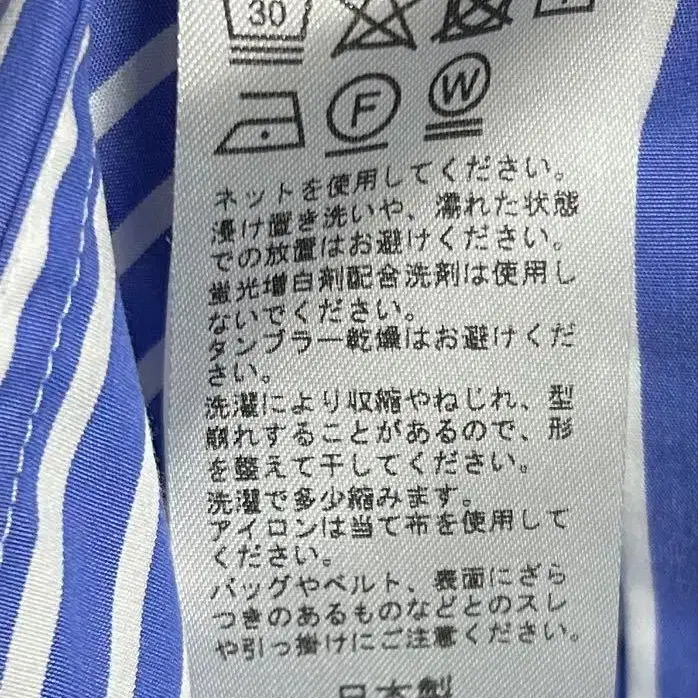 30
F W
ネットを使用してください。
浸け置き洗いや、濡れた状態
での放置はお避けください。
蛍光増白剤配合洗剤は使用し
ないでください。
タンブラー乾燥はお避けくだ
さい。
洗濯により収縮やねじれ、型
崩れすることがあるので、形
を整えて干してください。
洗濯で多少縮みます。
アイロンは当て布を使用して
ください。
バッグやベルト、表面にざら
つきのあるものなどとのスレ
や引っ掛けにご注意ください。
日本製